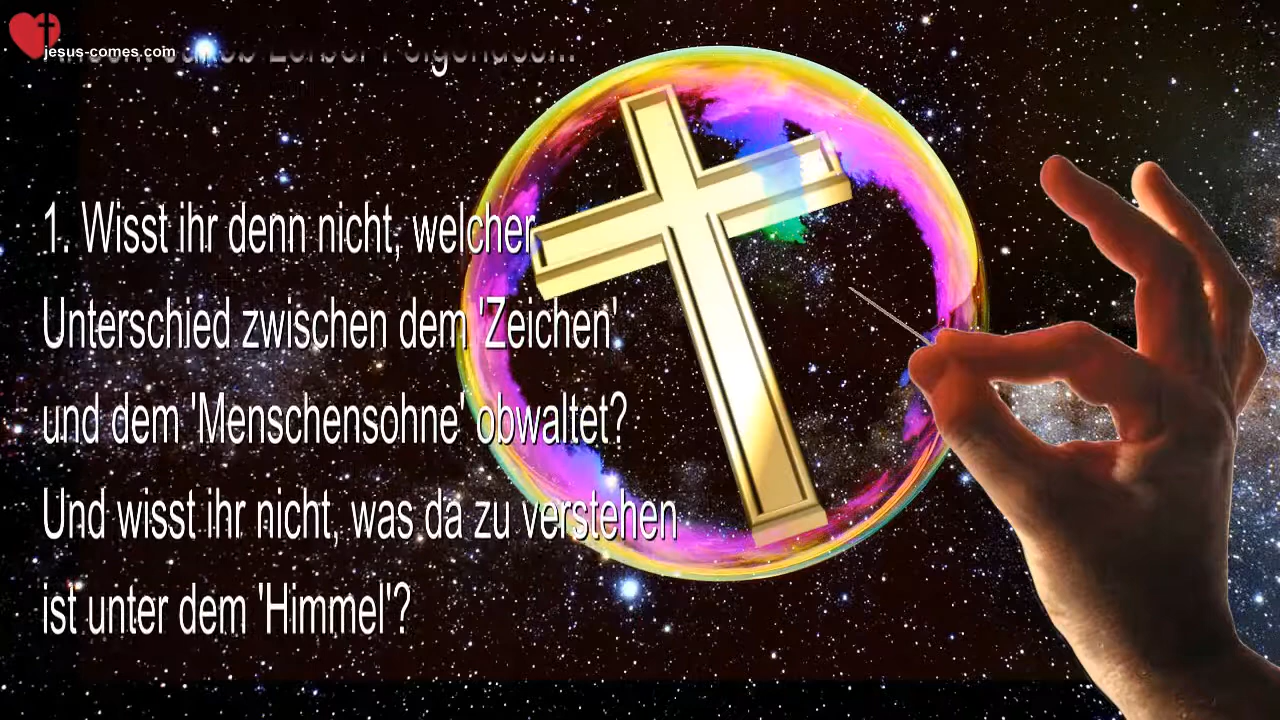 jesus-comes.com
1. Wisst ihr denn nicht, welcher
Unterschied zwischen dem 'Zeichen'
und dem 'Menschensohne' obwaltet?
Und wisst ihr nicht, was da zu verstehen
ist unter dem 'Himmel'?